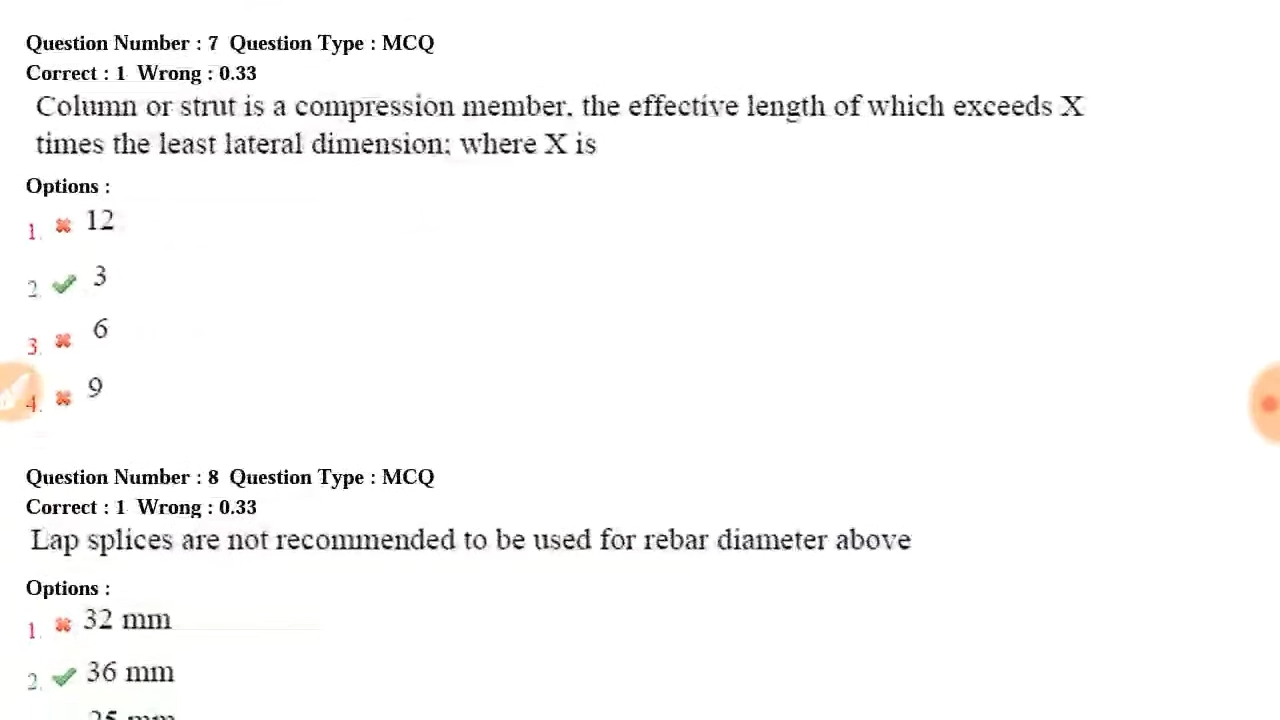 Question Number : 7 Question Type : MCQ
Correct : 1 Wrong : 0.33
Column or strut is a compression member, the effective length of which exceeds X
times the least lateral dimension; where X is
Options :
1. 12
2. 3
3. 6
4. 9
Question Number : 8 Question Type : MCQ
Correct : 1 Wrong : 0.33
Lap splices are not recommended to be used for rebar diameter above
Options :
1. 32 mm
2. 36 mm
25 mm